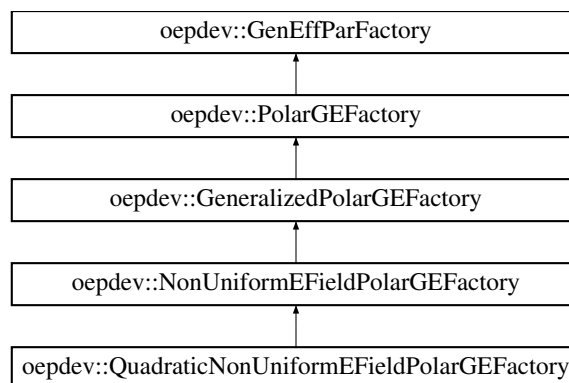 oepdev::GenEffParFactory
oepdev::PolarGEFactory
oepdev::GeneralizedPolarGEFactory
oepdev::NonUniformEFieldPolarGEFactory
oepdev::QuadraticNonUniformEFieldPolarGEFactory